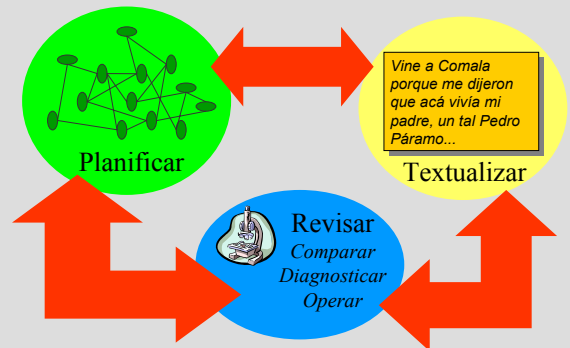 Planificar
Vine a Comala
porque me dijeron
que acá vivía mi
padre, un tal Pedro
Páramo...
Textualizar
Revisar
Comparar
Diagnosticar
Operar